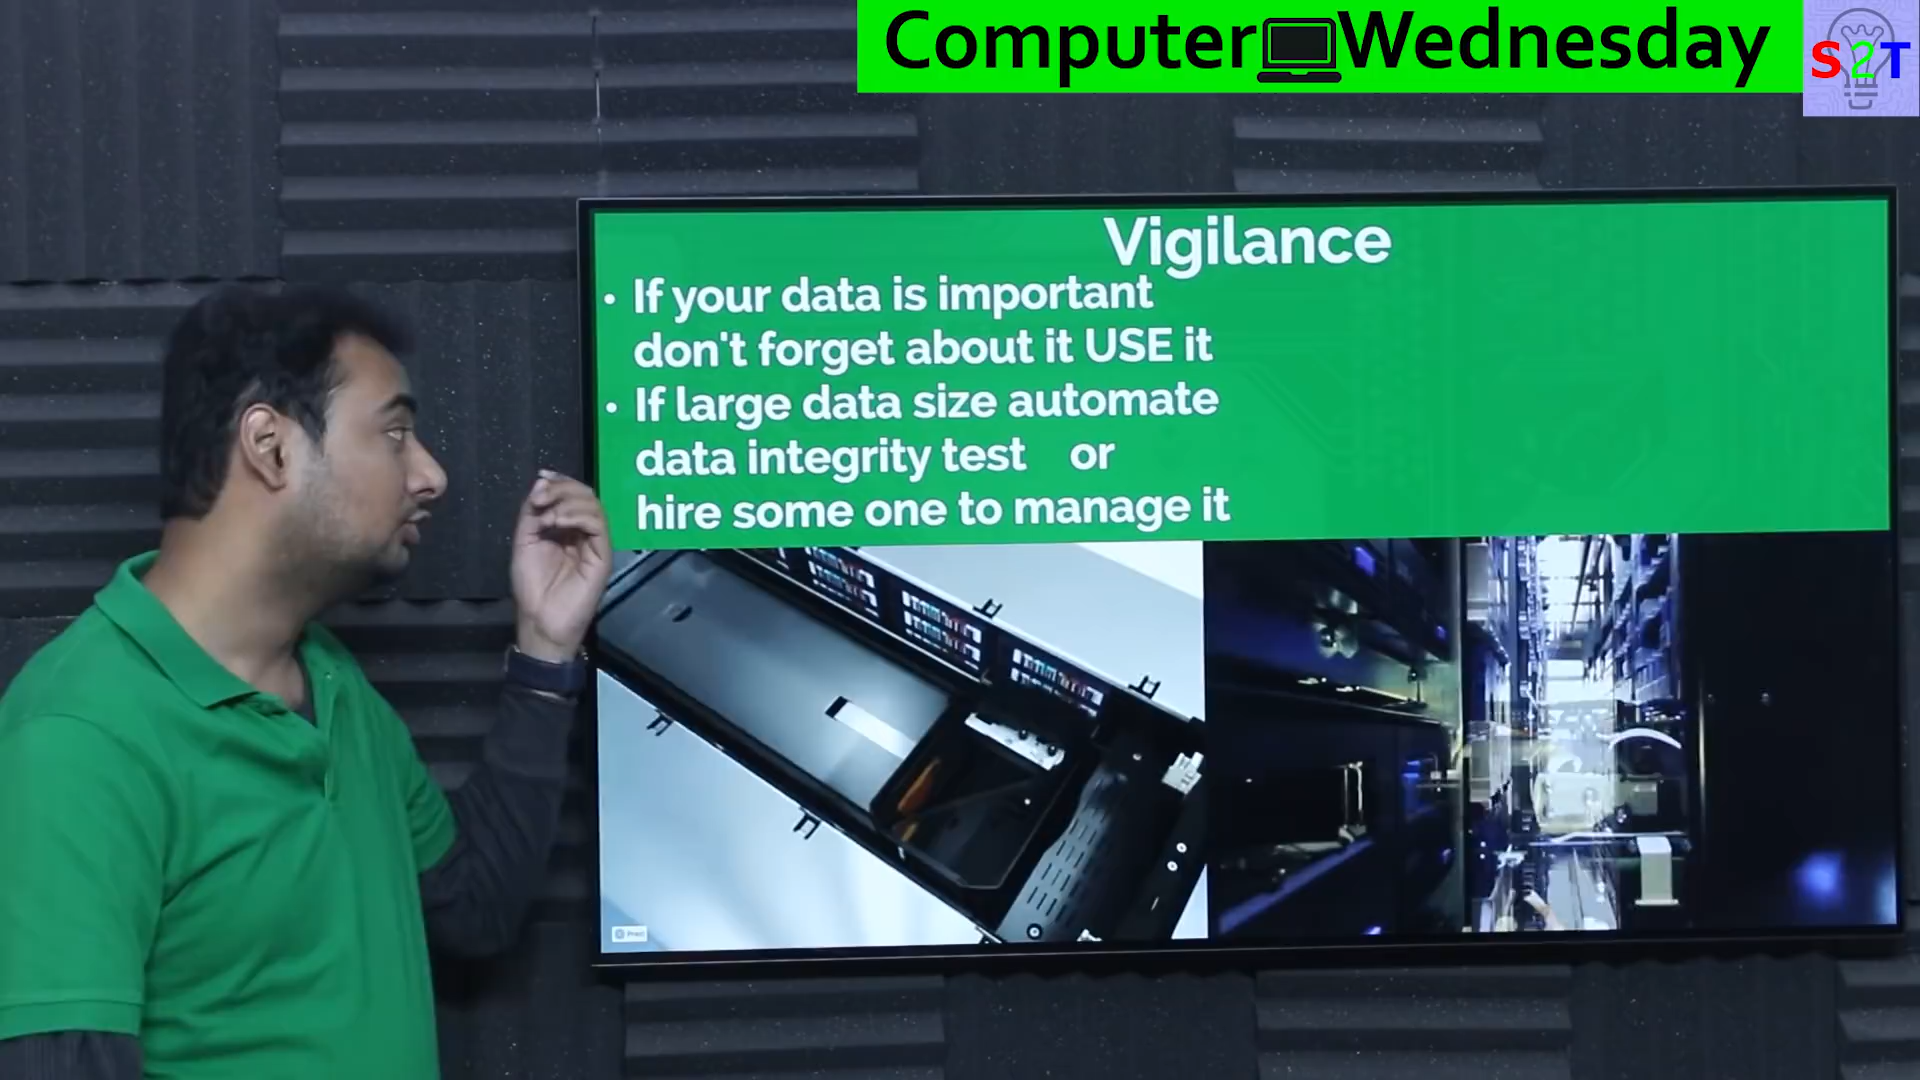 Computer Wednesday
S2T
Vigilance
• If your data is important
don't forget about it USE it
• If large data size automate
data integrity test or
hire some one to manage it
Prezi